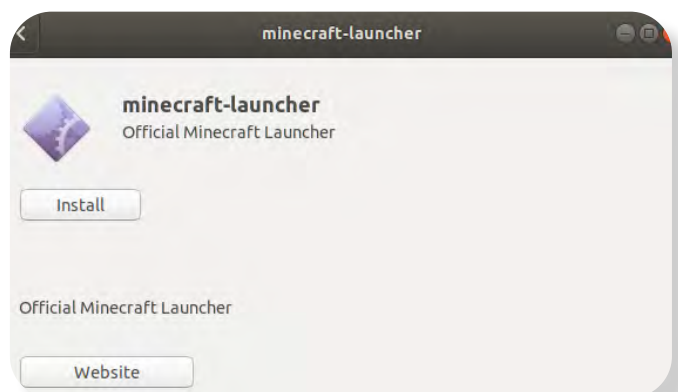 minecraft-launcher
minecraft-launcher
Official Minecraft Launcher
Install
Official Minecraft Launcher
Website